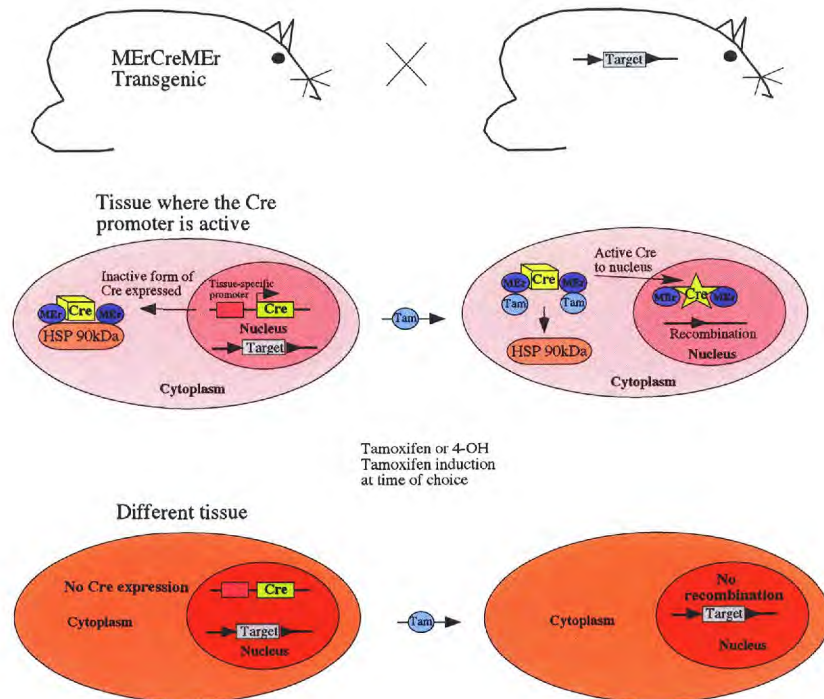 MErCreMEr
Transgenic
Target
Tissue where the Cre
promoter is active
Inactive form of
Cre expressed
Tissue-specific
promoter
MEr
Cre
MEr
HSP 90kDa
Cre
Nucleus
Target
Cytoplasm
Tam
Active Cre
to nucleus
MEr
Cre
MEr
Tam
Tam
HSP 90kDa
MEr
Cre
MEr
Recombination
Nucleus
Cytoplasm
Tamoxifen or 4-OH
Tamoxifen induction
at time of choice
Different tissue
No Cre expression
Cre
Cytoplasm
Target
Nucleus
Tam
No
recombination
Target
Cytoplasm
Nucleus